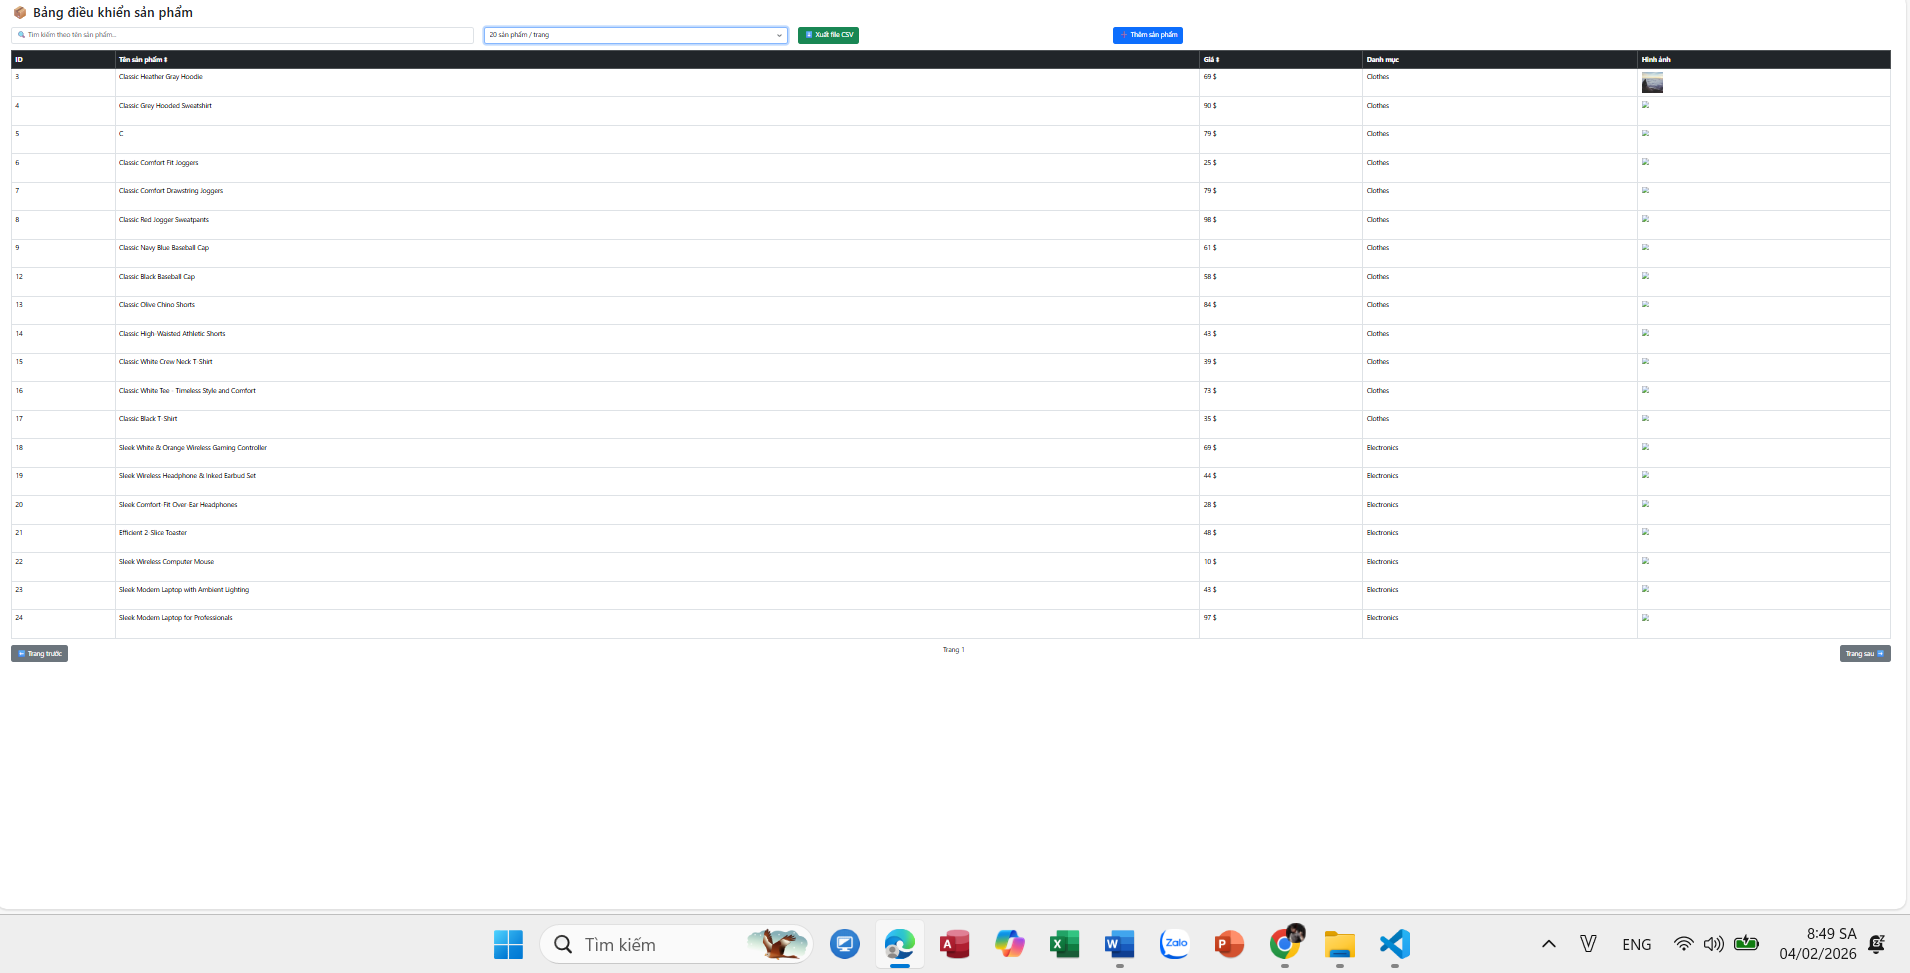 Bảng điều khiển sản phẩm
Tìm kiếm theo tên sản phẩm...
20 sản phẩm / trang
Xuất file CSV
Thêm sản phẩm
ID Tên sản phẩm ⬍ Giá ⬍ Danh mục Hình ảnh
3 Classic Heather Gray Hoodie 69 $ Clothes
4 Classic Grey Hooded Sweatshirt 90 $ Clothes
5 C 79 $ Clothes
6 Classic Comfort Fit Joggers 25 $ Clothes
7 Classic Comfort Drawstring Joggers 79 $ Clothes
8 Classic Red Jogger Sweatpants 98 $ Clothes
9 Classic Navy Blue Baseball Cap 61 $ Clothes
12 Classic Black Baseball Cap 58 $ Clothes
13 Classic Olive Chino Shorts 84 $ Clothes
14 Classic High-Waisted Athletic Shorts 43 $ Clothes
15 Classic White Crew Neck T-Shirt 39 $ Clothes
16 Classic White Tee - Timeless Style and Comfort 73 $ Clothes
17 Classic Black T-Shirt 35 $ Clothes
18 Sleek White & Orange Wireless Gaming Controller 69 $ Electronics
19 Sleek Wireless Headphone & Inked Earbud Set 44 $ Electronics
20 Sleek Comfort-Fit Over-Ear Headphones 28 $ Electronics
21 Efficient 2-Slice Toaster 48 $ Electronics
22 Sleek Wireless Computer Mouse 10 $ Electronics
23 Sleek Modern Laptop with Ambient Lighting 43 $ Electronics
24 Sleek Modern Laptop for Professionals 97 $ Electronics
Trang trước
Trang 1
Trang sau
Tìm kiếm
A
X
W
Zalo
P
V
ENG
8:49 SA
04/02/2026